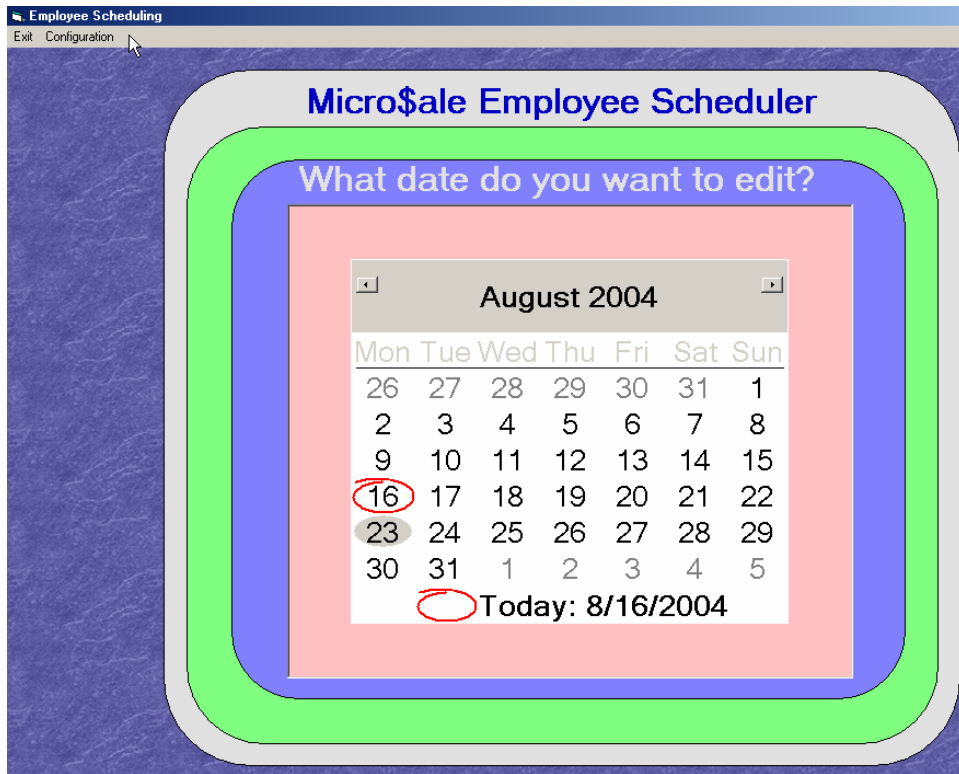 Employee Scheduling
Exit Configuration
Micro$ale Employee Scheduler
What date do you want to edit?
August 2004
Mon Tue Wed Thu Fri Sat Sun
26 27 28 29 30 31 1
2 3 4 5 6 7 8
9 10 11 12 13 14 15
16 17 18 19 20 21 22
23 24 25 26 27 28 29
30 31 1 2 3 4 5
Today: 8/16/2004